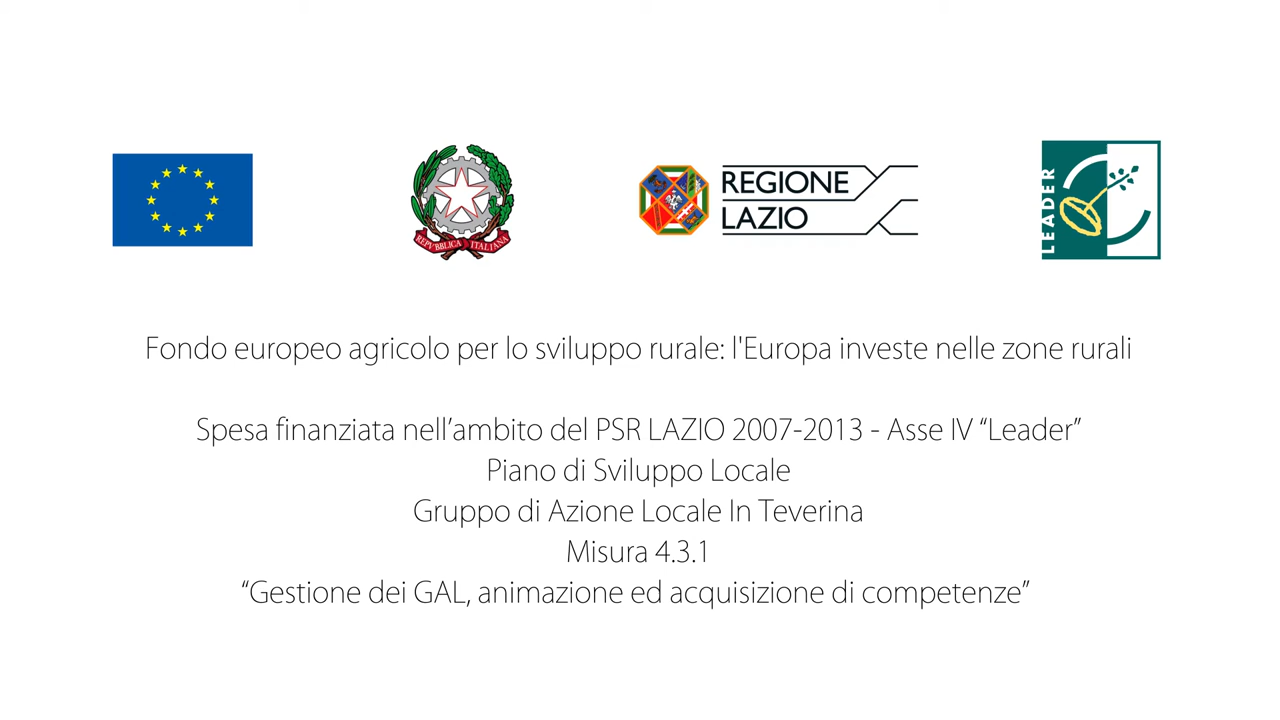 REPVBBLICA ITALIANA
REGIONE
LAZIO
LEADER
Fondo europeo agricolo per lo sviluppo rurale: l'Europa investe nelle zone rurali
Spesa finanziata nell’ambito del PSR LAZIO 2007-2013 - Asse IV “Leader”
Piano di Sviluppo Locale
Gruppo di Azione Locale In Teverina
Misura 4.3.1
“Gestione dei GAL, animazione ed acquisizione di competenze”